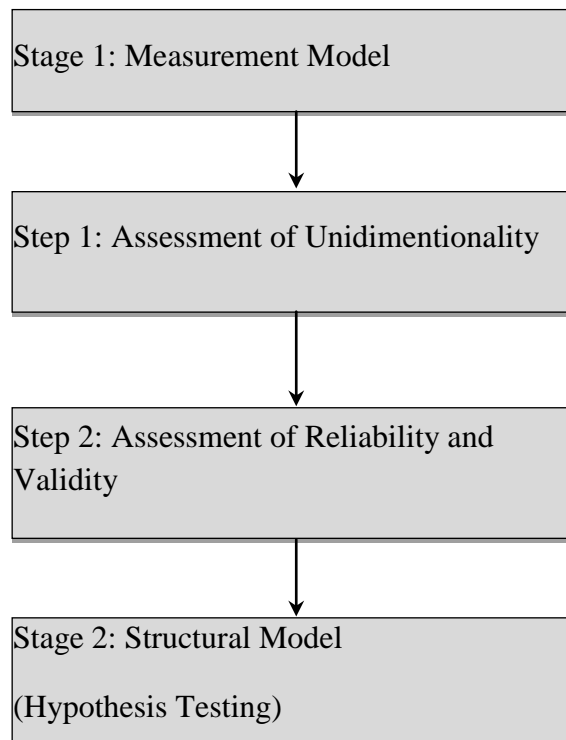 Stage 1: Measurement Model
Step 1: Assessment of Unidimentionality
Step 2: Assessment of Reliability and
Validity
Stage 2: Structural Model
(Hypothesis Testing)